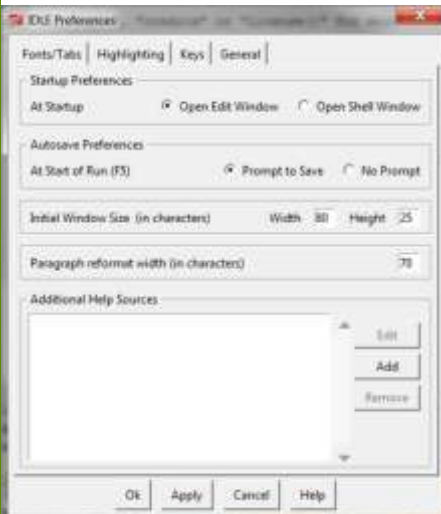 IDLE Preferences
Fonts/Tabs Highlighting Keys General
Startup Preferences
At Startup Open Edit Window Open Shell Window
Autosave Preferences
At Start of Run (F5) Prompt to Save No Prompt
Initial Window Size (in characters) Width 80 Height 25
Paragraph reformat width (in characters) 70
Additional Help Sources
Edit
Add
Remove
Ok Apply Cancel Help